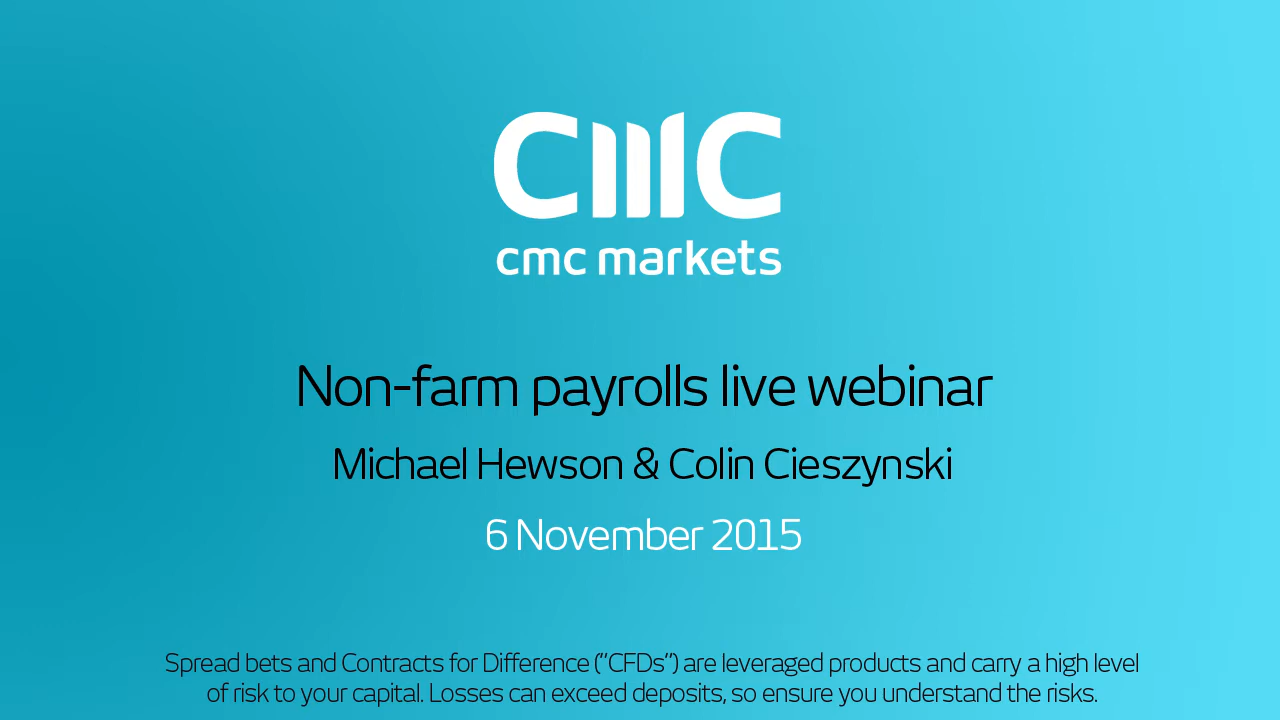 CMC
cmc markets
Non-farm payrolls live webinar
Michael Hewson & Colin Cieszynski
6 November 2015
Spread bets and Contracts for Difference (“CFDs”) are leveraged products and carry a high level
of risk to your capital. Losses can exceed deposits, so ensure you understand the risks.